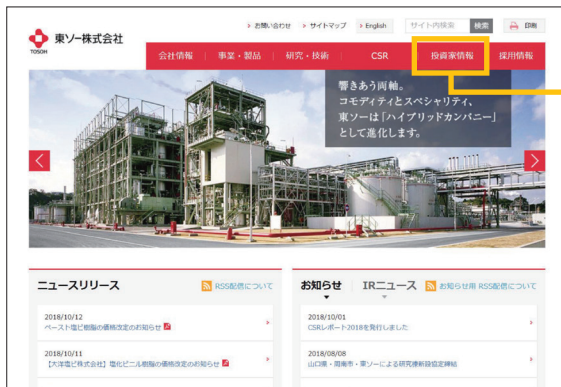 お問い合わせ サイトマップ English サイト内検索 検索 印刷
東ソー株式会社
TOSOH
会社情報 事業・製品 研究・技術 CSR 投資家情報 採用情報
響きあう両軸。
コモディティとスペシャリティ、
東ソーは「ハイブリッドカンパニー」
として進化します。
ニュースリリース RSS配信について
2018/10/12
ペースト塩ビ樹脂の価格改定のお知らせ
2018/10/11
【大洋塩ビ株式会社】塩化ビニル樹脂の価格改定のお知らせ
お知らせ IRニュース お知らせ用 RSS配信について
2018/10/01
CSRレポート2018を発行しました
2018/08/08
山口県・周南市・東ソーによる研究棟新設協定締結